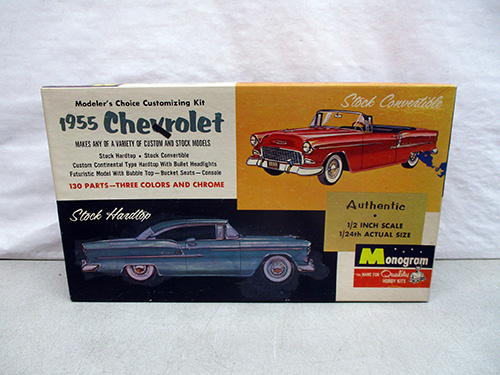 Modeler's Choice Customizing Kit
1955 Chevrolet
MAKES ANY OF A VARIETY OF CUSTOM AND STOCK MODELS
Stock Hardtop • Stock Convertible
Custom Continental Type Hardtop With Bullet Headlights
Futuristic Model With Bubble Top — Bucket Seats — Console
130 PARTS—THREE COLORS AND CHROME
Stock Convertible
Stock Hardtop
Authentic
•
1/2 INCH SCALE
1/24th ACTUAL SIZE
Monogram
THE NAME FOR Quality
HOBBY KITS